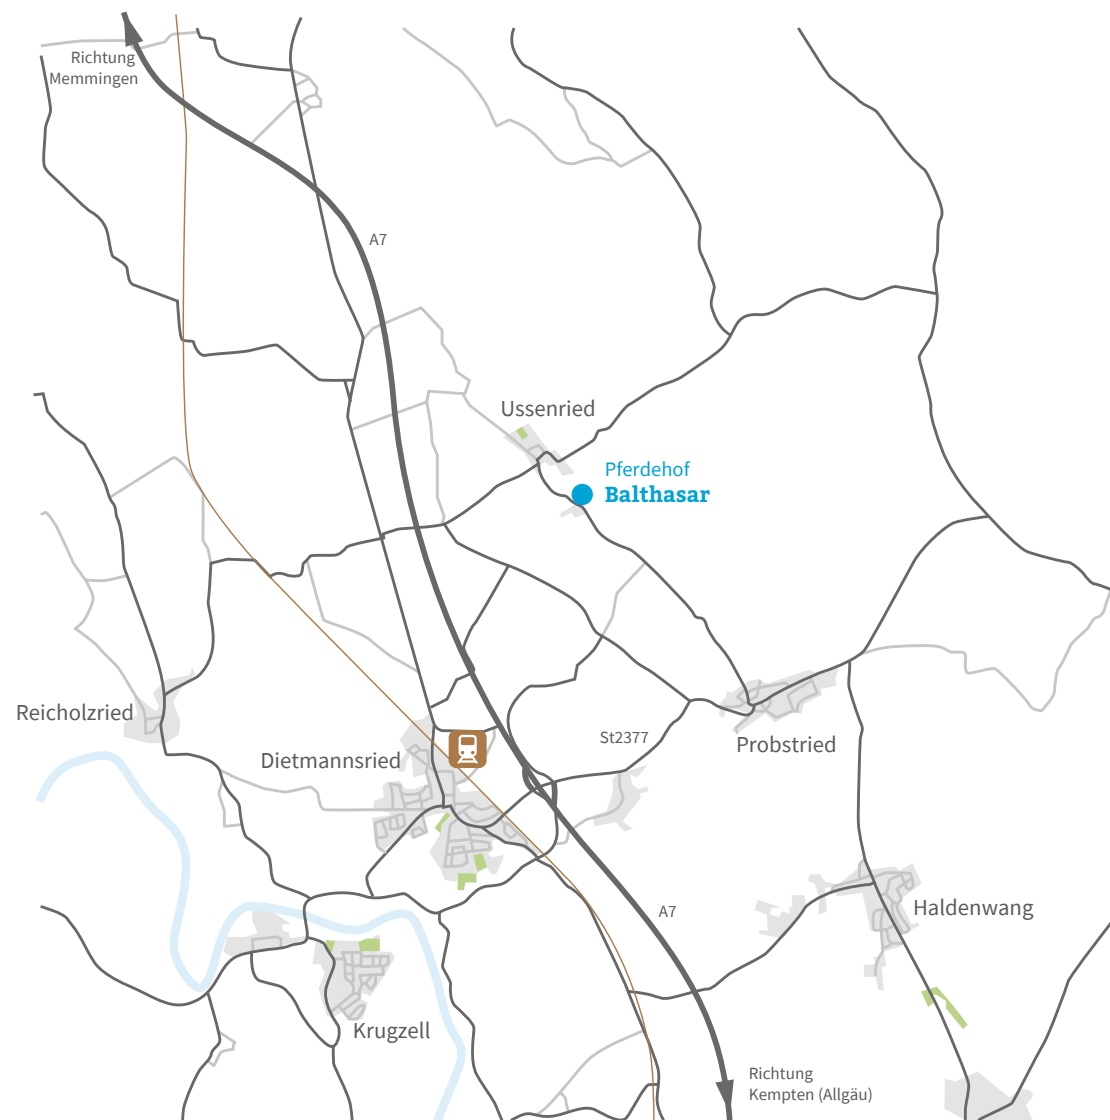 Richtung
Memmingen
A7
Ussenried
Pferdehof
Balthasar
Reicholzried
Dietmannsried
St2377
Probstried
Haldenwang
A7
Krugzell
Richtung
Kempten (Allgäu)